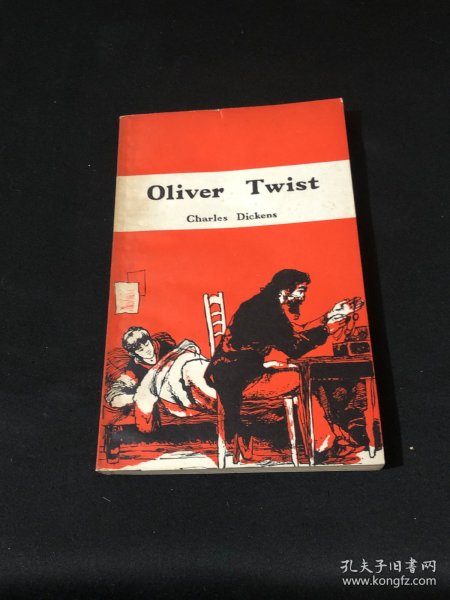 Oliver Twist
Charles Dickens
孔夫子旧书网
www.kongfz.com